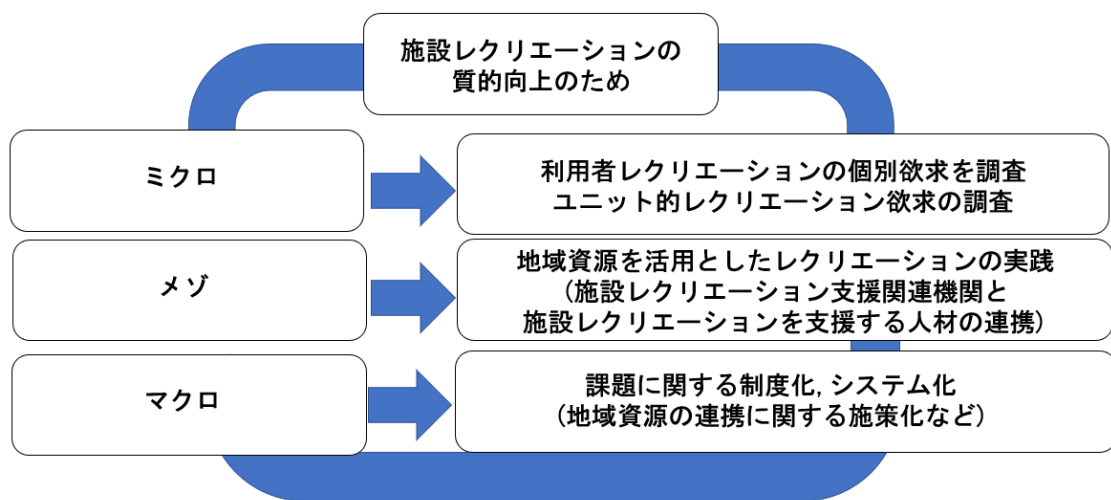 施設レクリエーションの
質的向上のため
ミクロ
利用者レクリエーションの個別欲求を調査
ユニット的レクリエーション欲求の調査
メゾ
地域資源を活用としたレクリエーションの実践
(施設レクリエーション支援関連機関と
施設レクリエーションを支援する人材の連携)
マクロ
課題に関する制度化, システム化
(地域資源の連携に関する施策化など)